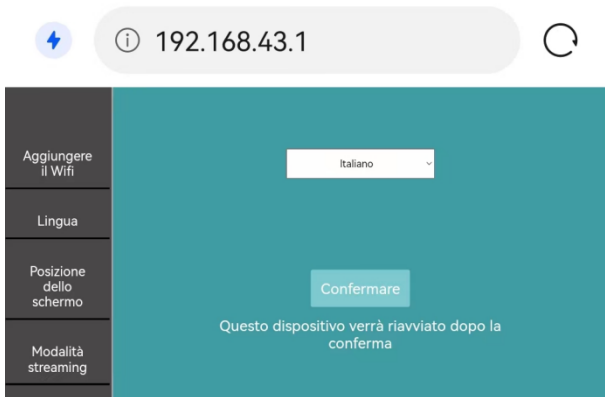 192.168.43.1
Aggiungere
il Wifi
Lingua
Posizione
dello
schermo
Modalità
streaming
Italiano
Confermare
Questo dispositivo verrà riavviato dopo la
conferma